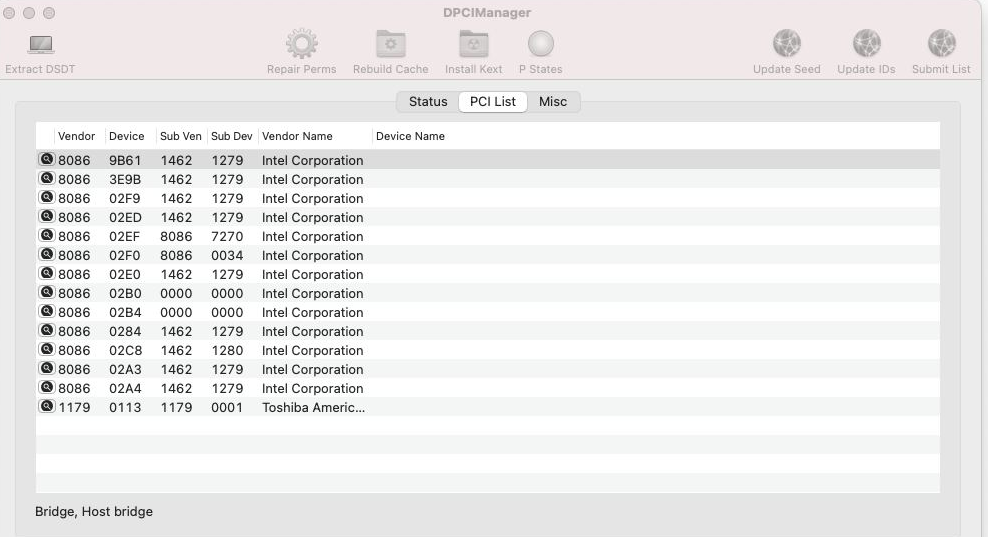 DPCIManager
Extract DSDT Repair Perms Rebuild Cache Install Kext P States Update Seed Update IDs Submit List
Status PCI List Misc
Vendor Device Sub Ven Sub Dev Vendor Name Device Name
8086 9B61 1462 1279 Intel Corporation
8086 3E9B 1462 1279 Intel Corporation
8086 02F9 1462 1279 Intel Corporation
8086 02ED 1462 1279 Intel Corporation
8086 02EF 8086 7270 Intel Corporation
8086 02F0 8086 0034 Intel Corporation
8086 02E0 1462 1279 Intel Corporation
8086 02B0 0000 0000 Intel Corporation
8086 02B4 0000 0000 Intel Corporation
8086 0284 1462 1279 Intel Corporation
8086 02C8 1462 1280 Intel Corporation
8086 02A3 1462 1279 Intel Corporation
8086 02A4 1462 1279 Intel Corporation
1179 0113 1179 0001 Toshiba Americ...
Bridge, Host bridge